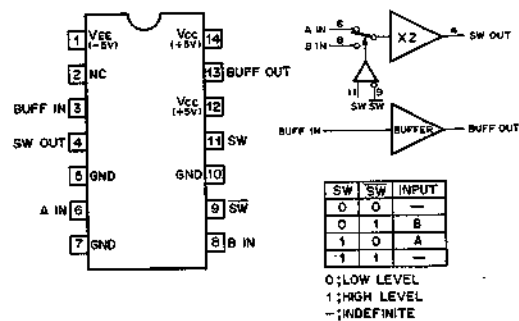 1 VEE (-5V)
VCC (+5V) 14
2 NC
13 BUFF OUT
BUFF IN 3
VCC (+5V) 12
SW OUT 4
11 SW
5 GND
GND 10
A IN 6
9 S̅W̅
7 GND
8 B IN
A IN 6
B IN 8
X2
4 SW OUT
11 9
SW S̅W̅
BUFF IN
BUFFER
BUFF OUT
SW S̅W̅ INPUT
0 0 —
0 1 B
1 0 A
1 1 —
0;LOW LEVEL
1;HIGH LEVEL
—;INDEFINITE